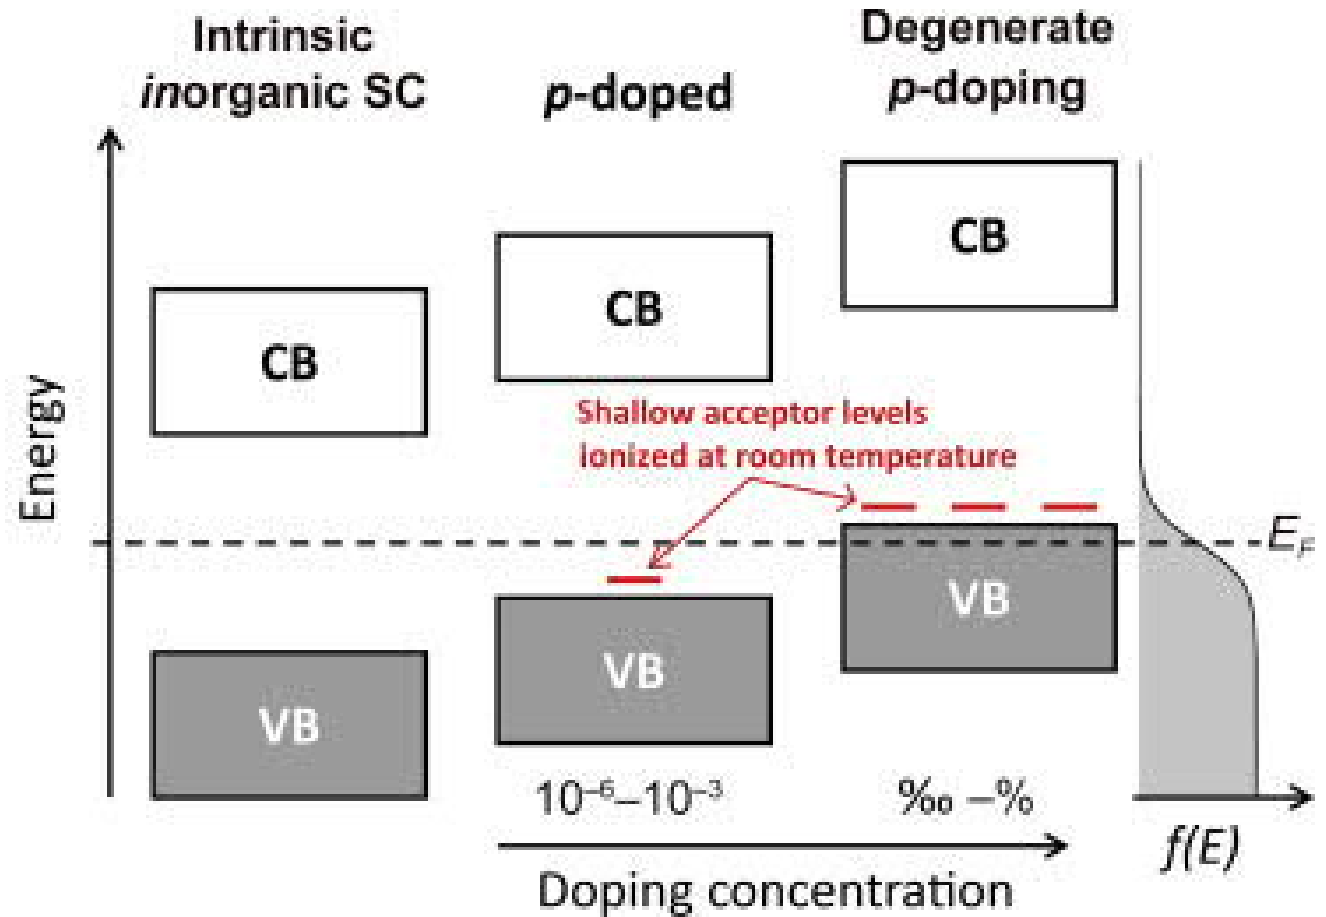 Intrinsic
inorganic SC
p-doped
Degenerate
p-doping
Energy
CB
CB
CB
Shallow acceptor levels
ionized at room temperature
E_F
VB
VB
VB
10⁻⁶–10⁻³
‰ –%
f(E)
Doping concentration